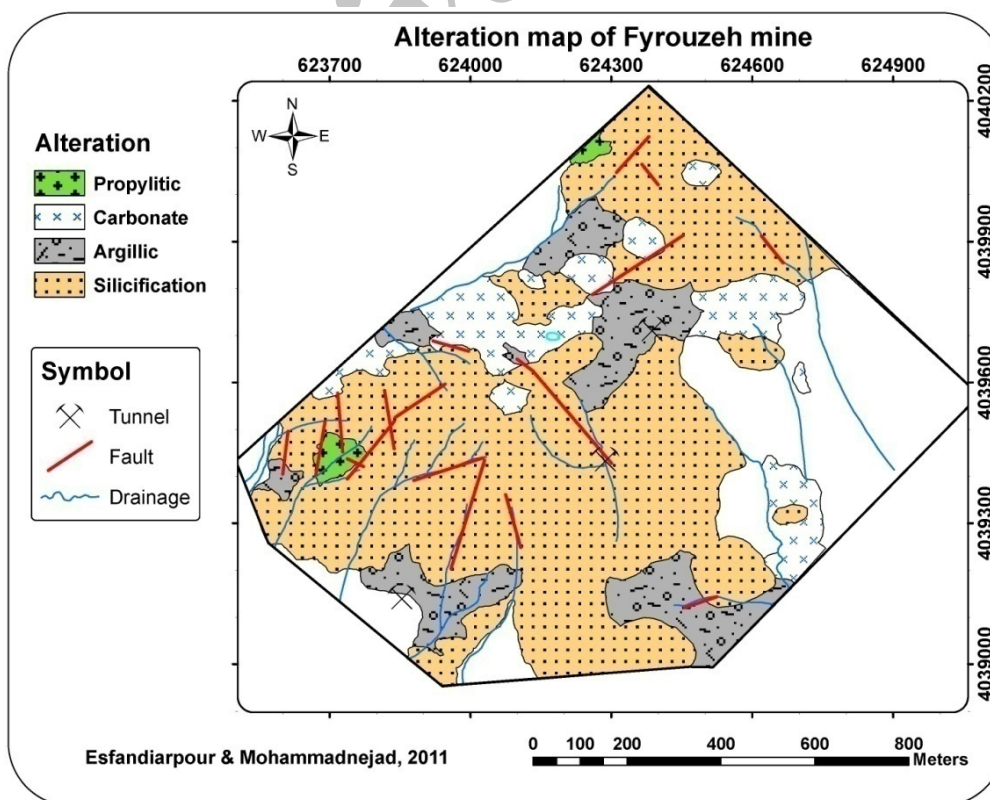 Alteration map of Fyrouzeh mine
623700 624000 624300 624600 624900
4040200
4039900
4039600
4039300
4039000
N
W E
S
Alteration
Propylitic
Carbonate
Argillic
Silicification
Symbol
Tunnel
Fault
Drainage
Esfandiarpour & Mohammadnejad, 2011
0 100 200 400 600 800
Meters